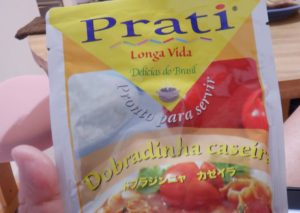 Prati
Longa Vida
Delícias do Brasil
Pronto para servir
Dobradinha caseira
ドブラジンニャ カゼイラ